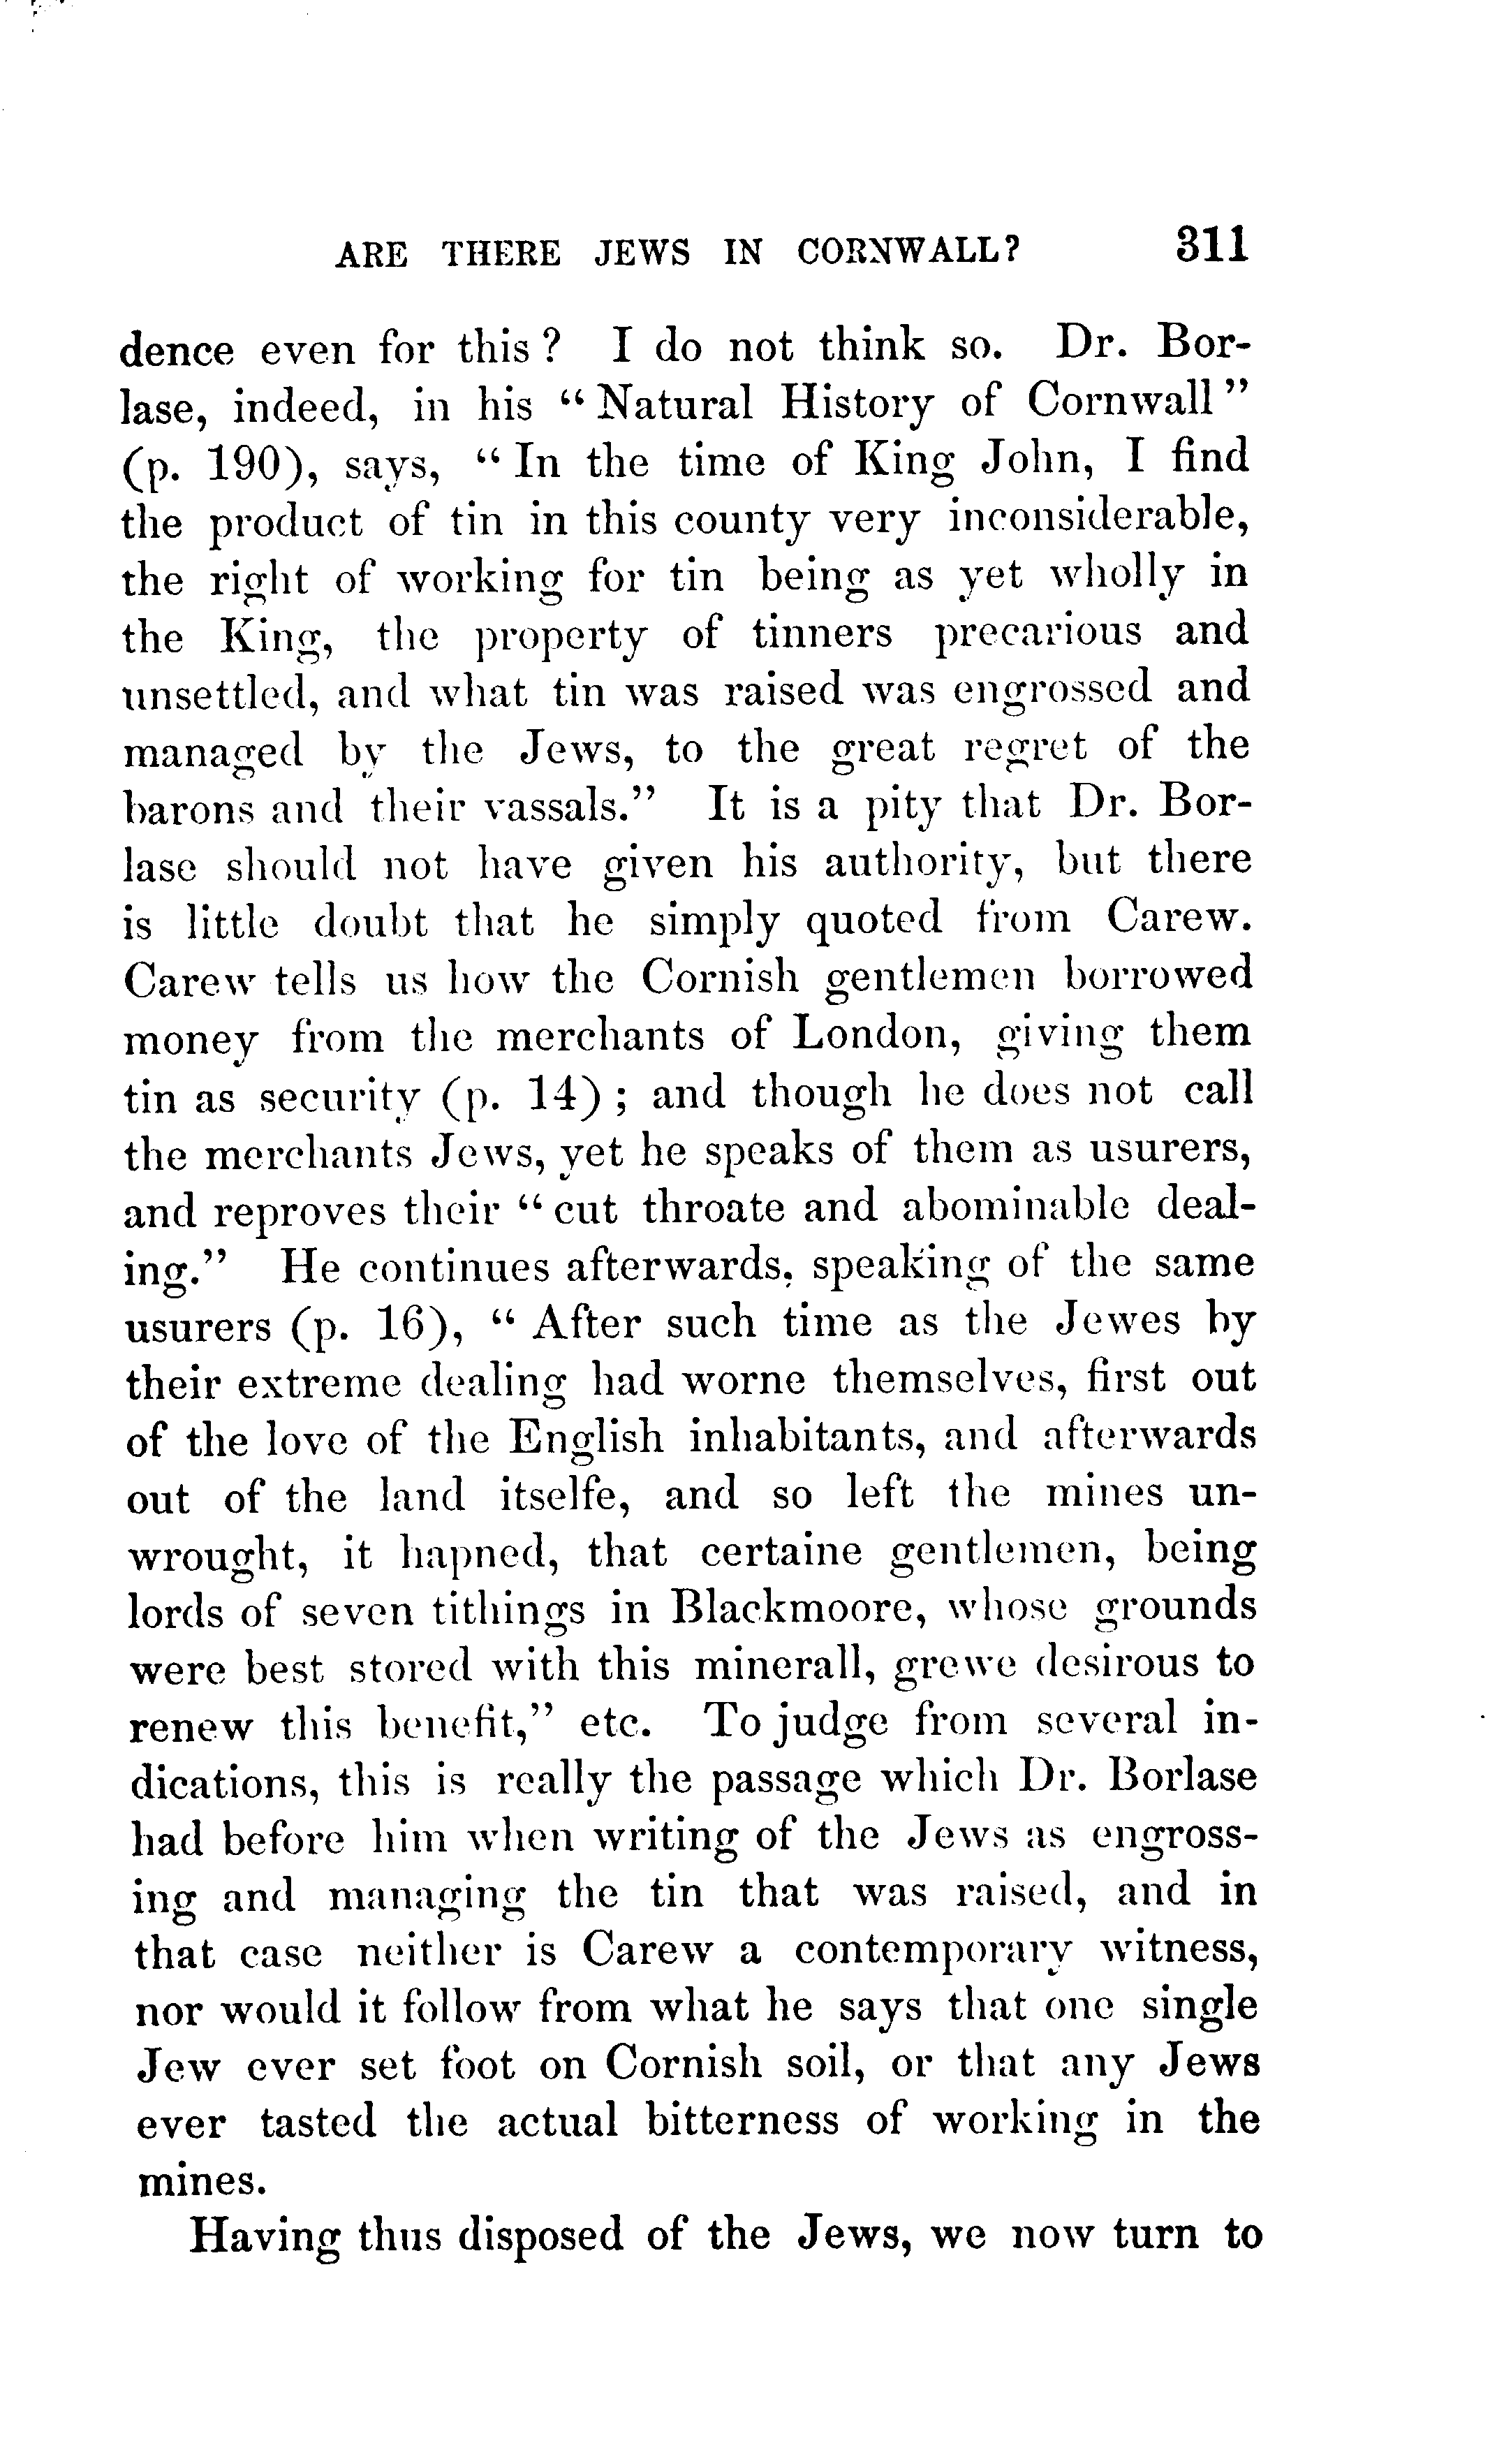 ARE THERE JEWS IN CORNWALL? 311
dence even for this? I do not think so. Dr. Bor-
lase, indeed, in his "Natural History of Cornwall"
(p. 190), says, "In the time of King John, I find
the product of tin in this county very inconsiderable,
the right of working for tin being as yet wholly in
the King, the property of tinners precarious and
unsettled, and what tin was raised was engrossed and
managed by the Jews, to the great regret of the
barons and their vassals." It is a pity that Dr. Bor-
lase should not have given his authority, but there
is little doubt that he simply quoted from Carew.
Carew tells us how the Cornish gentlemen borrowed
money from the merchants of London, giving them
tin as security (p. 14); and though he does not call
the merchants Jews, yet he speaks of them as usurers,
and reproves their "cut throate and abominable deal-
ing." He continues afterwards, speaking of the same
usurers (p. 16), "After such time as the Jewes by
their extreme dealing had worne themselves, first out
of the love of the English inhabitants, and afterwards
out of the land itselfe, and so left the mines un-
wrought, it hapned, that certaine gentlemen, being
lords of seven tithings in Blackmoore, whose grounds
were best stored with this minerall, grewe desirous to
renew this benefit," etc. To judge from several in-
dications, this is really the passage which Dr. Borlase
had before him when writing of the Jews as engross-
ing and managing the tin that was raised, and in
that case neither is Carew a contemporary witness,
nor would it follow from what he says that one single
Jew ever set foot on Cornish soil, or that any Jews
ever tasted the actual bitterness of working in the
mines.
Having thus disposed of the Jews, we now turn to